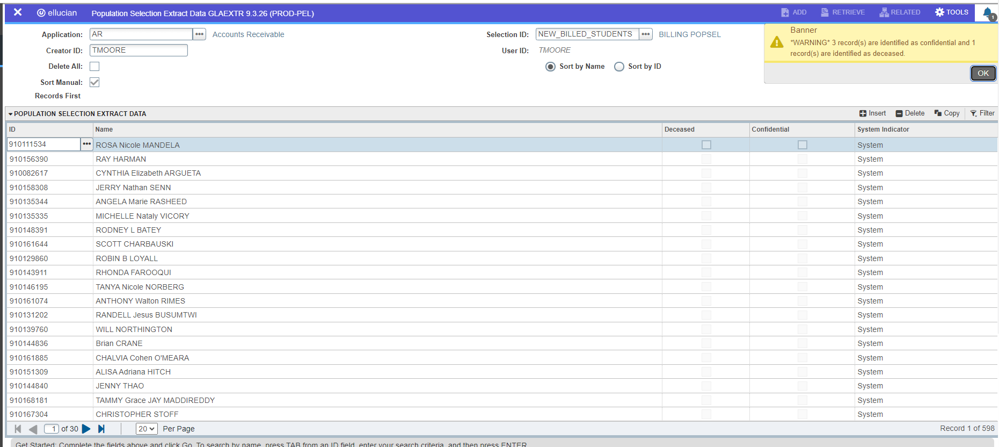 ellucian Population Selection Extract Data GLAEXTR 9.3.26 (PROD-PEL) ADD RETRIEVE RELATED TOOLS 1
Application: AR ••• Accounts Receivable Selection ID: NEW_BILLED_STUDENTS ••• BILLING POPSEL
Creator ID: TMOORE User ID: TMOORE
Delete All: Sort by Name Sort by ID
Sort Manual:
Records First
Banner
*WARNING* 3 record(s) are identified as confidential and 1
record(s) are identified as deceased.
OK
POPULATION SELECTION EXTRACT DATA Insert Delete Copy Filter
ID Name Deceased Confidential System Indicator
910111534 ••• ROSA Nicole MANDELA System
910156390 RAY HARMAN System
910082617 CYNTHIA Elizabeth ARGUETA System
910158308 JERRY Nathan SENN System
910135344 ANGELA Marie RASHEED System
910135335 MICHELLE Nataly VICORY System
910148391 RODNEY L BATEY System
910161644 SCOTT CHARBAUSKI System
910129860 ROBIN B LOYALL System
910143911 RHONDA FAROOQUI System
910146195 TANYA Nicole NORBERG System
910161074 ANTHONY Walton RIMES System
910131202 RANDELL Jesus BUSUMTWI System
910139760 WILL NORTHINGTON System
910144836 Brian CRANE System
910161885 CHALVIA Cohen O'MEARA System
910151309 ALISA Adriana HITCH System
910144840 JENNY THAO System
910168181 TAMMY Grace JAY MADDIREDDY System
910167304 CHRISTOPHER STOFF System
1 of 30 20 Per Page Record 1 of 598
Get Started: Complete the fields above and click Go. To search by name, press TAB from an ID field, enter your search criteria, and then press ENTER.